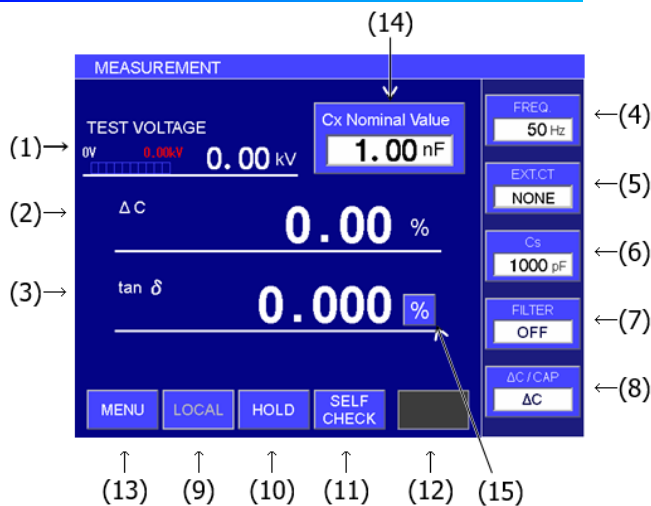 (14)
MEASUREMENT
(1)
TEST VOLTAGE
0V 0.00kV 0.00 kV
Cx Nominal Value
1.00 nF
FREQ.
50 Hz
(4)
(2)
ΔC
0.00 %
EXT.CT
NONE
(5)
(3)
tan δ
0.000 %
Cs
1000 pF
(6)
FILTER
OFF
(7)
ΔC / CAP
ΔC
(8)
MENU LOCAL HOLD SELF CHECK
(13) (9) (10) (11) (12) (15)